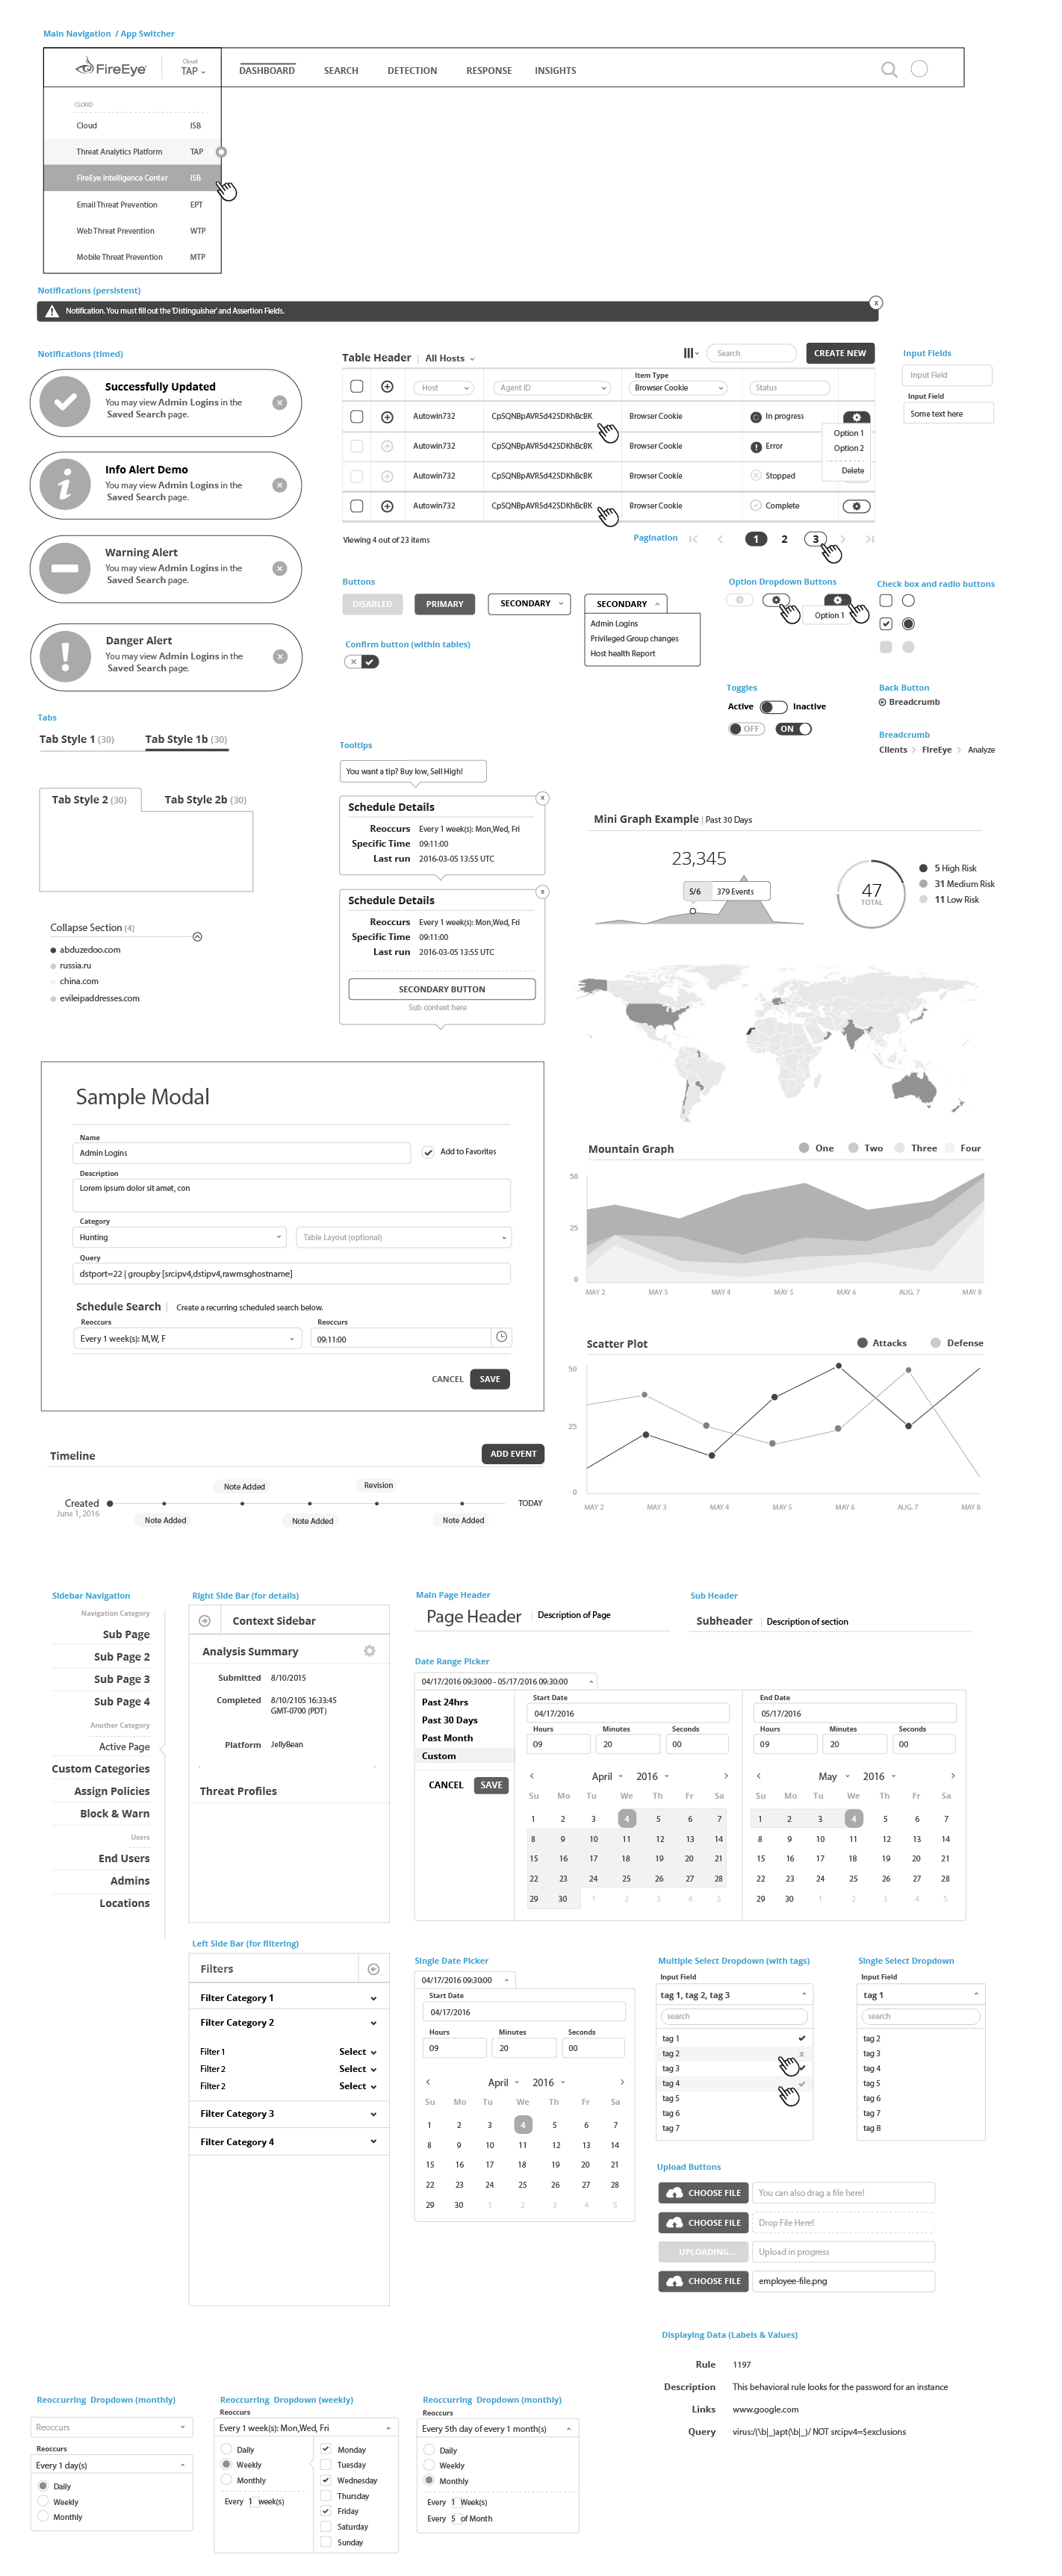 Main Navigation / App Switcher
FireEye
Cloud
TAP
DASHBOARD
SEARCH
DETECTION
RESPONSE
INSIGHTS
CLOUD
Cloud ISB
Threat Analytics Platform TAP
FireEye Intelligence Center ISB
Email Threat Prevention EPT
Web Threat Prevention WTP
Mobile Threat Prevention MTP
Notifications (persistent)
Notification. You must fill out the 'Distinguisher' and Assertion Fields.
x
Notifications (timed)
Successfully Updated
You may view Admin Logins in the
Saved Search page.
Info Alert Demo
You may view Admin Logins in the
Saved Search page.
Warning Alert
You may view Admin Logins in the
Saved Search page.
Danger Alert
You may view Admin Logins in the
Saved Search page.
Table Header | All Hosts
Search
CREATE NEW
Host
Agent ID
Item Type
Browser Cookie
Status
Autowin732 CpSQNBpAVR5d42SDKhBcBK Browser Cookie In progress
Autowin732 CpSQNBpAVR5d42SDKhBcBK Browser Cookie Error
Autowin732 CpSQNBpAVR5d42SDKhBcBK Browser Cookie Stopped
Autowin732 CpSQNBpAVR5d42SDKhBcBK Browser Cookie Complete
Option 1
Option 2
Delete
Viewing 4 out of 23 items
Pagination
1 2 3
Input Fields
Input Field
Input Field
Some text here
Buttons
DISABLED
PRIMARY
SECONDARY
SECONDARY
Admin Logins
Privileged Group changes
Host health Report
Confirm button (within tables)
Option Dropdown Buttons
Option 1
Check box and radio buttons
Toggles
Active Inactive
OFF ON
Back Button
Breadcrumb
Breadcrumb
Clients FireEye Analyze
Tabs
Tab Style 1 (30)
Tab Style 1b (30)
Tab Style 2 (30)
Tab Style 2b (30)
Collapse Section (4)
abduzedoo.com
russia.ru
china.com
evileipaddresses.com
Tooltips
You want a tip? Buy low, Sell High!
x
Schedule Details
Reoccurs Every 1 week(s): Mon,Wed, Fri
Specific Time 09:11:00
Last run 2016-03-05 13:55 UTC
x
Schedule Details
Reoccurs Every 1 week(s): Mon,Wed, Fri
Specific Time 09:11:00
Last run 2016-03-05 13:55 UTC
SECONDARY BUTTON
Sub context here
Mini Graph Example | Past 30 Days
23,345
5/6 379 Events
47
TOTAL
5 High Risk
31 Medium Risk
11 Low Risk
Sample Modal
Name
Admin Logins
Add to Favorites
Description
Lorem ipsum dolor sit amet, con
Category
Hunting
Table Layout (optional)
Query
dstport=22 | groupby [srcipv4,dstipv4,rawmsghostname]
Schedule Search | Create a recurring scheduled search below.
Reoccurs
Every 1 week(s): M,W, F
Reoccurs
09:11:00
CANCEL SAVE
Mountain Graph
One Two Three Four
50
25
0
MAY 2 MAY 3 MAY 4 MAY 5 MAY 6 AUG. 7 MAY 8
Scatter Plot
Attacks Defense
50
25
0
MAY 2 MAY 3 MAY 4 MAY 5 MAY 6 AUG. 7 MAY 8
Timeline
ADD EVENT
Created
June 1, 2016
Note Added
Note Added
Note Added
Revision
Note Added
TODAY
Sidebar Navigation
Navigation Category
Sub Page
Sub Page 2
Sub Page 3
Sub Page 4
Another Category
Active Page
Custom Categories
Assign Policies
Block & Warn
Users
End Users
Admins
Locations
Right Side Bar (for details)
Context Sidebar
Analysis Summary
Submitted 8/10/2015
Completed 8/10/2105 16:33:45
GMT-0700 (PDT)
Platform JellyBean
Threat Profiles
Main Page Header
Page Header | Description of Page
Sub Header
Subheader | Description of section
Date Range Picker
04/17/2016 09:30:00 - 05/17/2016 09:30:00
Past 24hrs
Past 30 Days
Past Month
Custom
CANCEL SAVE
Start Date
04/17/2016
Hours Minutes Seconds
09 20 00
April 2016
Su Mo Tu We Th Fr Sa
1 2 3 4 5 6 7
8 9 10 11 12 13 14
15 16 17 18 19 20 21
22 23 24 25 26 27 28
29 30 1 2 3 4 5
End Date
05/17/2016
Hours Minutes Seconds
09 20 00
May 2016
Su Mo Tu We Th Fr Sa
1 2 3 4 5 6 7
8 9 10 11 12 13 14
15 16 17 18 19 20 21
22 23 24 25 26 27 28
29 30 1 2 3 4 5
Left Side Bar (for filtering)
Filters
Filter Category 1
Filter Category 2
Filter 1 Select
Filter 2 Select
Filter 2 Select
Filter Category 3
Filter Category 4
Single Date Picker
04/17/2016 09:30:00
Start Date
04/17/2016
Hours Minutes Seconds
09 20 00
April 2016
Su Mo Tu We Th Fr Sa
1 2 3 4 5 6 7
8 9 10 11 12 13 14
15 16 17 18 19 20 21
22 23 24 25 26 27 28
29 30 1 2 3 4 5
Multiple Select Dropdown (with tags)
Input Field
tag 1, tag 2, tag 3
search
tag 1
tag 2 x
tag 3
tag 4
tag 5
tag 6
tag 7
Single Select Dropdown
Input Field
tag 1
search
tag 2
tag 3
tag 4
tag 5
tag 6
tag 7
tag 8
Upload Buttons
CHOOSE FILE You can also drag a file here!
CHOOSE FILE Drop File Here!
UPLOADING... Upload in progress
CHOOSE FILE employee-file.png
Displaying Data (Labels & Values)
Rule 1197
Description This behavioral rule looks for the password for an instance
Links www.google.com
Query virus:/(\b|_)apt(\b|_)/ NOT srcipv4=$exclusions
Reoccurring Dropdown (monthly)
Reoccurs
Reoccurs
Every 1 day(s)
Daily
Weekly
Monthly
Reoccurring Dropdown (weekly)
Reoccurs
Every 1 week(s): Mon,Wed, Fri
Daily
Weekly
Monthly
Every 1 week(s)
Monday
Tuesday
Wednesday
Thursday
Friday
Saturday
Sunday
Reoccurring Dropdown (monthly)
Reoccurs
Every 5th day of every 1 month(s)
Daily
Weekly
Monthly
Every 1 Week(s)
Every 5 of Month